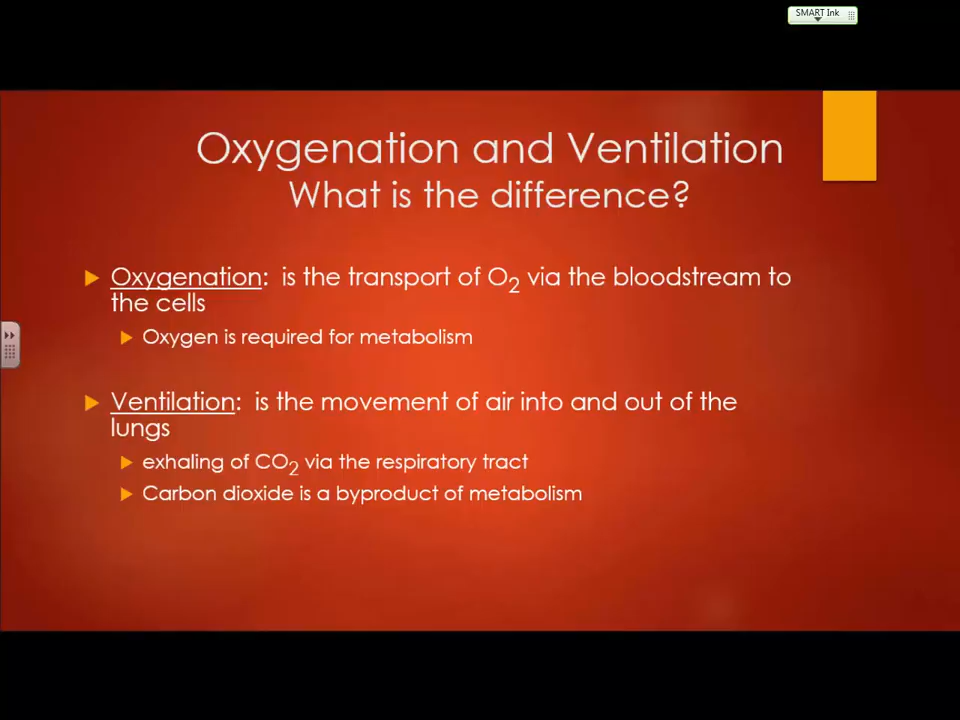 SMART Ink
Oxygenation and Ventilation
What is the difference?
Oxygenation: is the transport of O₂ via the bloodstream to
the cells
Oxygen is required for metabolism
Ventilation: is the movement of air into and out of the
lungs
exhaling of CO₂ via the respiratory tract
Carbon dioxide is a byproduct of metabolism